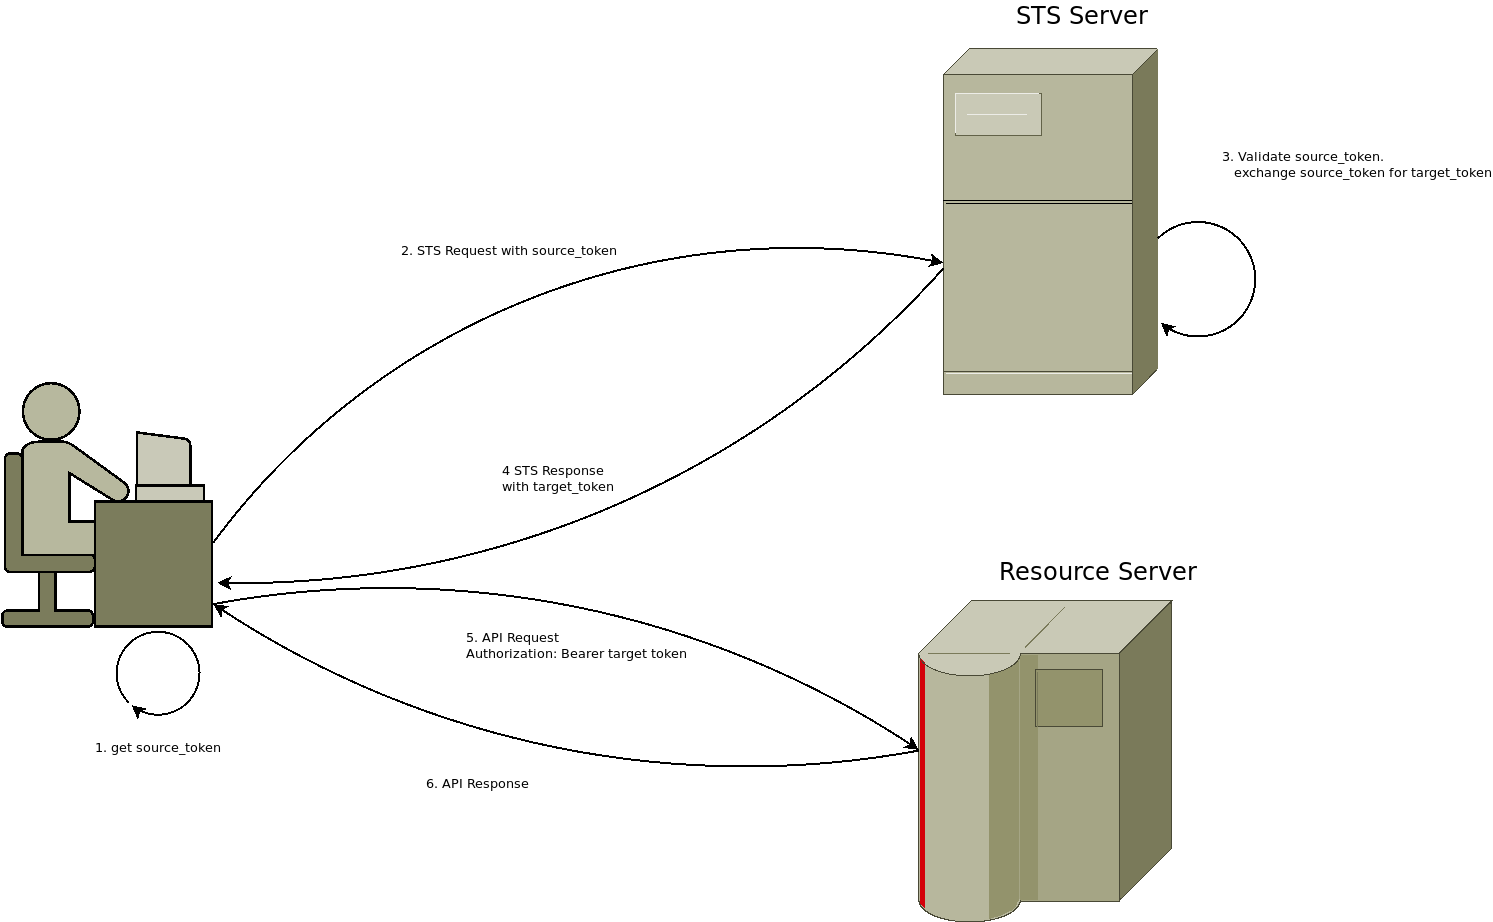 STS Server
3. Validate source_token.
exchange source_token for target_token
2. STS Request with source_token
4 STS Response
with target_token
Resource Server
5. API Request
Authorization: Bearer target token
1. get source_token
6. API Response